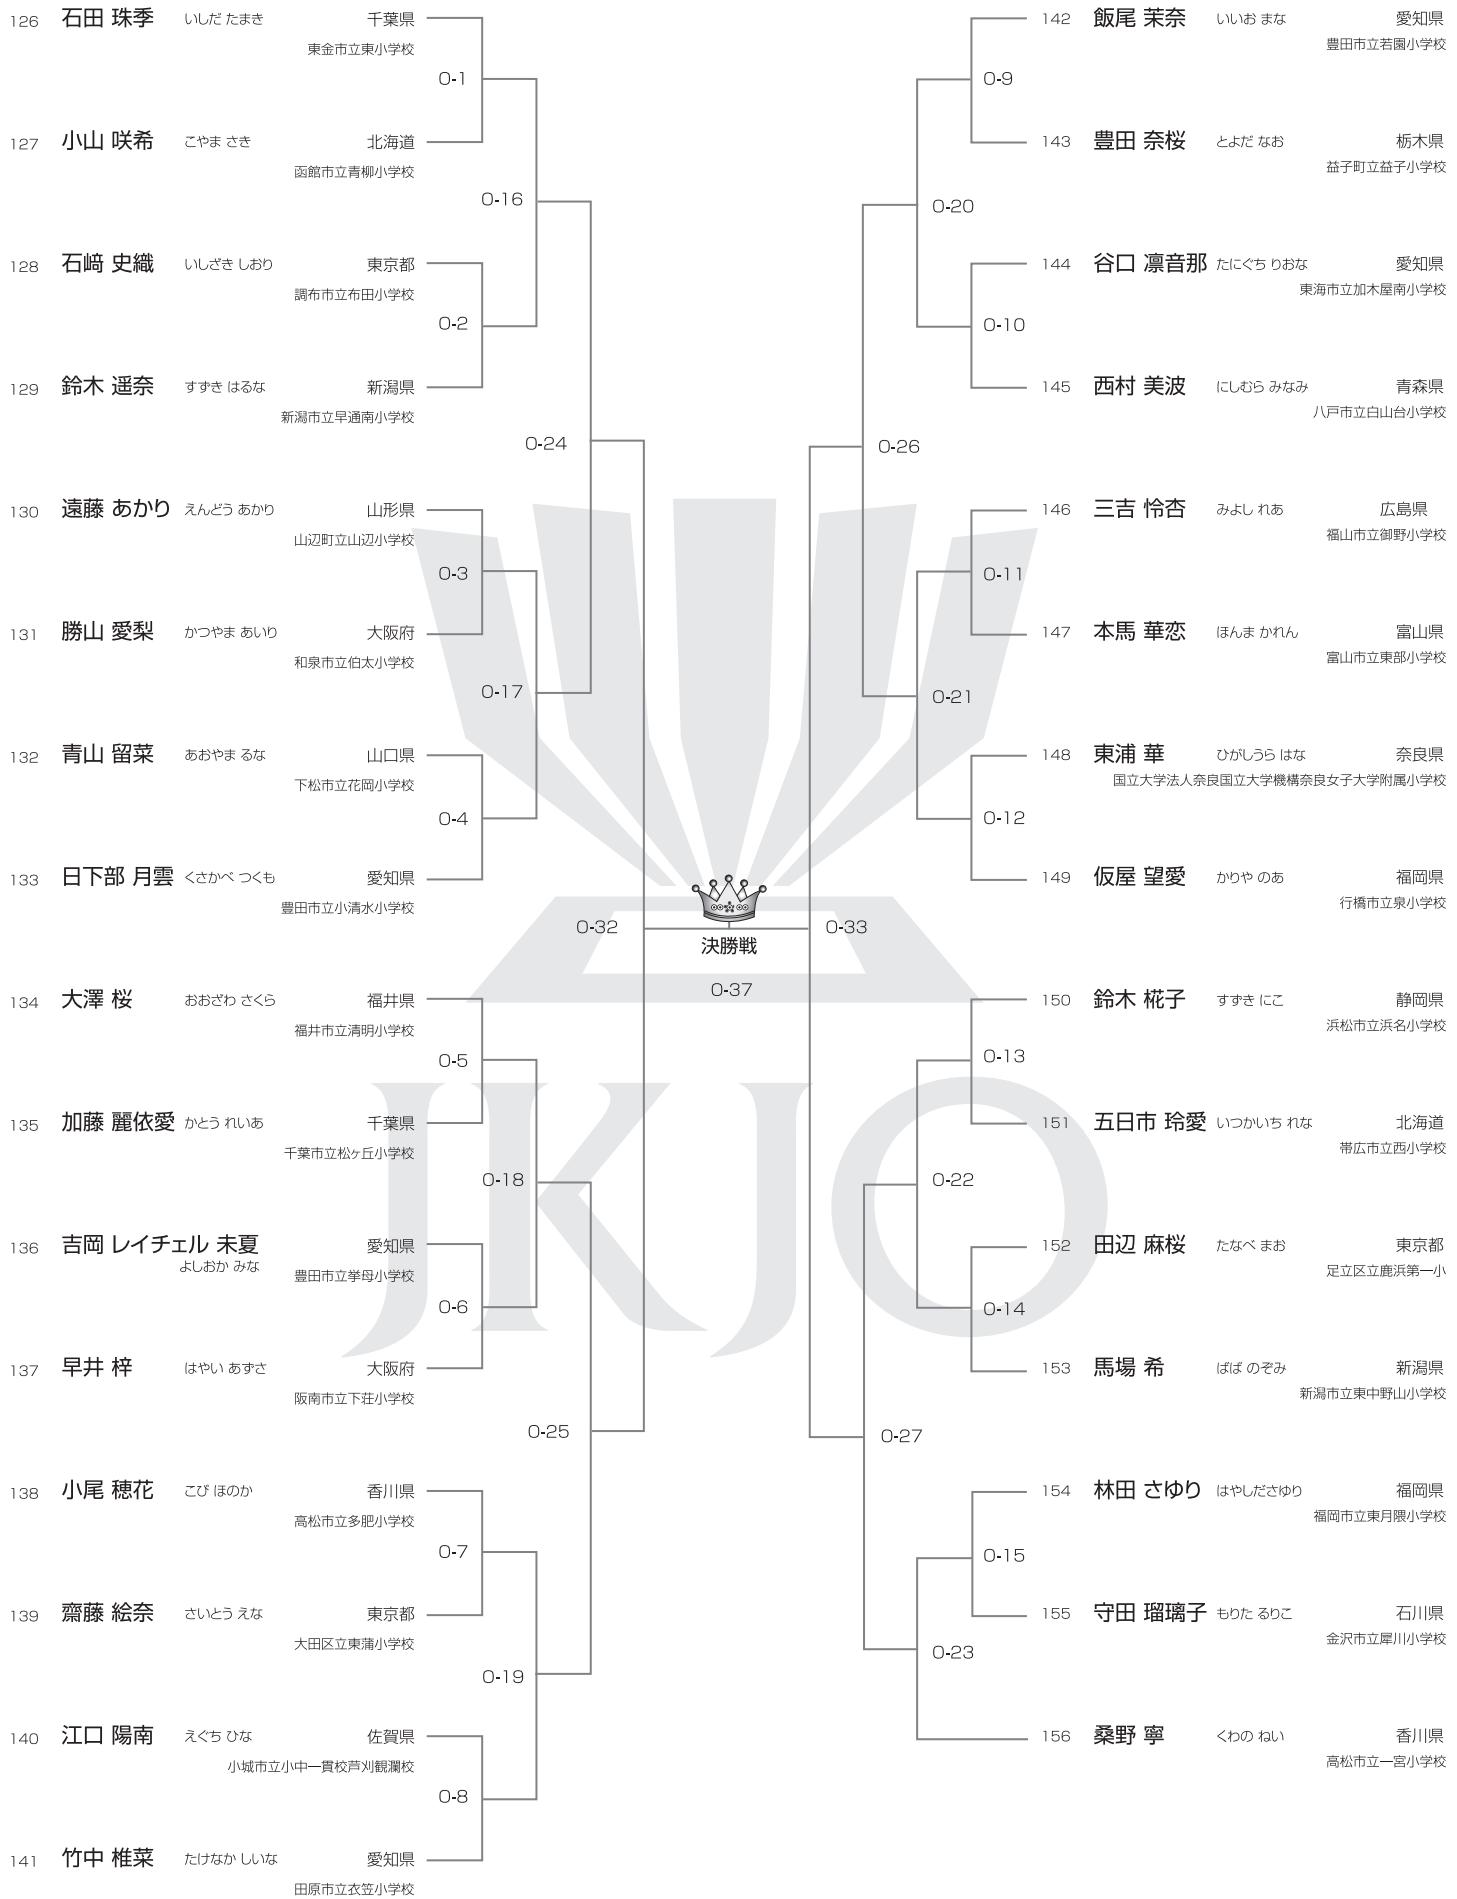 126 石田 珠季 いしだ たまき 千葉県
東金市立東小学校
O-1
127 小山 咲希 こやま さき 北海道
函館市立青柳小学校
O-16
128 石﨑 史織 いしざき しおり 東京都
調布市立布田小学校
O-2
129 鈴木 遥奈 すずき はるな 新潟県
新潟市立早通南小学校
O-24
130 遠藤 あかり えんどう あかり 山形県
山辺町立山辺小学校
O-3
131 勝山 愛梨 かつやま あいり 大阪府
和泉市立伯太小学校
O-17
132 青山 留菜 あおやま るな 山口県
下松市立花岡小学校
O-4
133 日下部 月雲 くさかべ つくも 愛知県
豊田市立小清水小学校
O-32
134 大澤 桜 おおざわ さくら 福井県
福井市立清明小学校
O-5
135 加藤 麗依愛 かとう れいあ 千葉県
千葉市立松ヶ丘小学校
O-18
136 吉岡 レイチェル 未夏 愛知県
よしおか みな
豊田市立挙母小学校
O-6
137 早井 梓 はやい あずさ 大阪府
阪南市立下荘小学校
O-25
138 小尾 穂花 こび ほのか 香川県
高松市立多肥小学校
O-7
139 齋藤 絵奈 さいとう えな 東京都
大田区立東蒲小学校
O-19
140 江口 陽南 えぐち ひな 佐賀県
小城市立小中一貫校芦刈観瀾校
O-8
141 竹中 椎菜 たけなか しいな 愛知県
田原市立衣笠小学校
決勝戦
O-37
JKJO
142 飯尾 茉奈 いいお まな 愛知県
豊田市立若園小学校
O-9
143 豊田 奈桜 とよだ なお 栃木県
益子町立益子小学校
O-20
144 谷口 凛音那 たにぐち りおな 愛知県
東海市立加木屋南小学校
O-10
145 西村 美波 にしむら みなみ 青森県
八戸市立白山台小学校
O-26
146 三吉 怜杏 みよし れあ 広島県
福山市立御野小学校
O-11
147 本馬 華恋 ほんま かれん 富山県
富山市立東部小学校
O-21
148 東浦 華 ひがしうら はな 奈良県
国立大学法人奈良国立大学機構奈良女子大学附属小学校
O-12
149 仮屋 望愛 かりや のあ 福岡県
行橋市立泉小学校
O-33
150 鈴木 椛子 すずき にこ 静岡県
浜松市立浜名小学校
O-13
151 五日市 玲愛 いつかいち れな 北海道
帯広市立西小学校
O-22
152 田辺 麻桜 たなべ まお 東京都
足立区立鹿浜第一小
O-14
153 馬場 希 ばば のぞみ 新潟県
新潟市立東中野山小学校
O-27
154 林田 さゆり はやしださゆり 福岡県
福岡市立東月隈小学校
O-15
155 守田 瑠璃子 もりた るりこ 石川県
金沢市立犀川小学校
O-23
156 桑野 寧 くわの ねい 香川県
高松市立一宮小学校